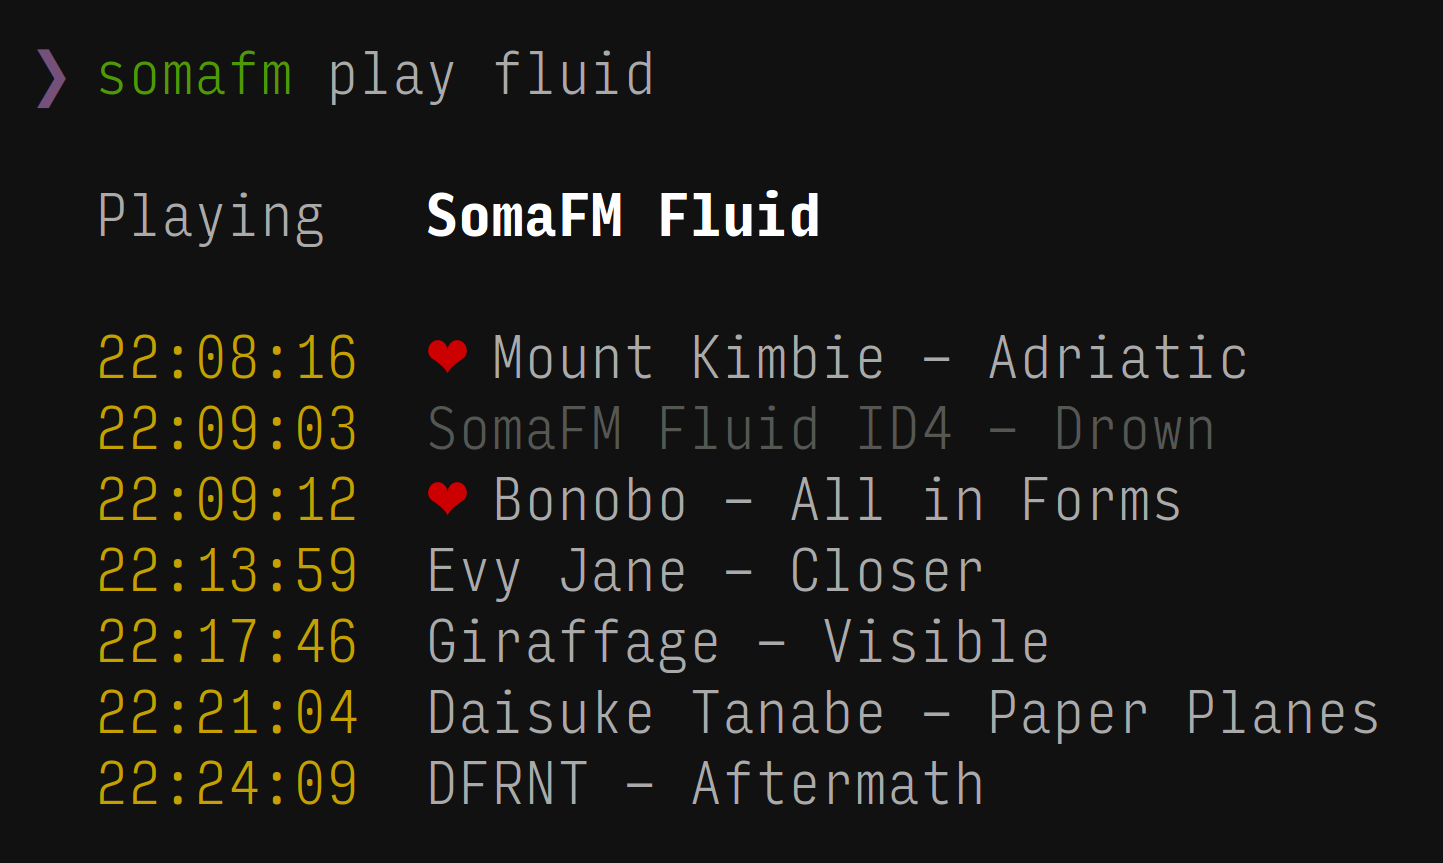 ❯ somafm play fluid
Playing SomaFM Fluid
22:08:16 ❤ Mount Kimbie – Adriatic
22:09:03 SomaFM Fluid ID4 – Drown
22:09:12 ❤ Bonobo – All in Forms
22:13:59 Evy Jane – Closer
22:17:46 Giraffage – Visible
22:21:04 Daisuke Tanabe – Paper Planes
22:24:09 DFRNT – Aftermath